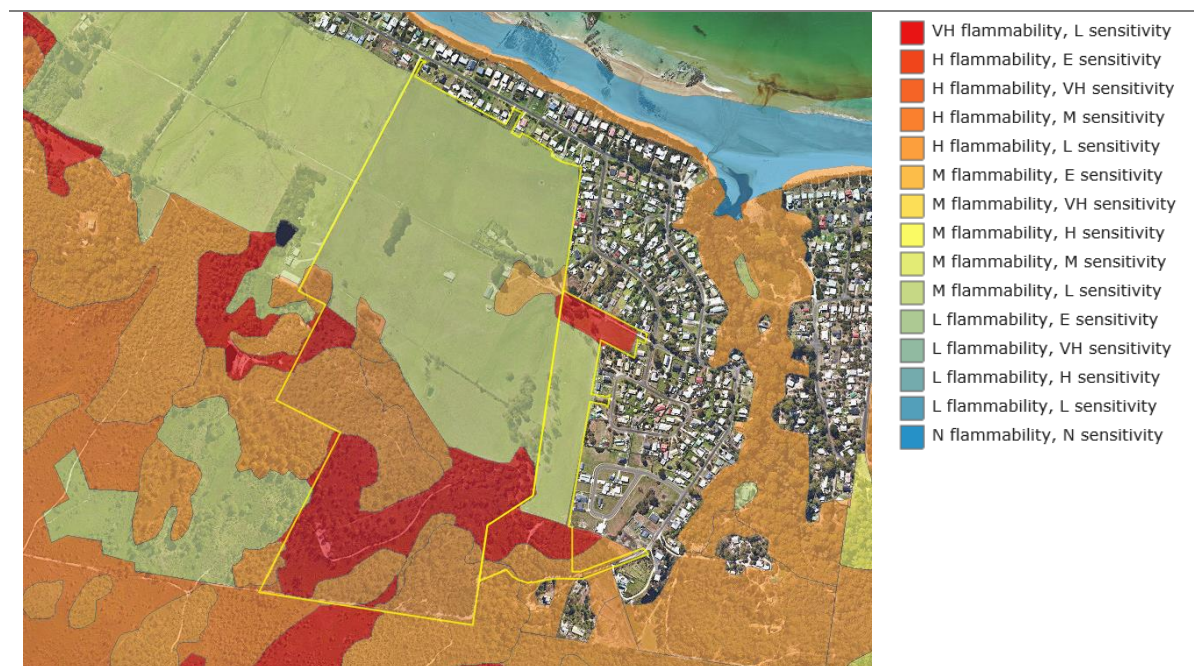 VH flammability, L sensitivity
H flammability, E sensitivity
H flammability, VH sensitivity
H flammability, M sensitivity
H flammability, L sensitivity
M flammability, E sensitivity
M flammability, VH sensitivity
M flammability, H sensitivity
M flammability, M sensitivity
M flammability, L sensitivity
L flammability, E sensitivity
L flammability, VH sensitivity
L flammability, H sensitivity
L flammability, L sensitivity
N flammability, N sensitivity